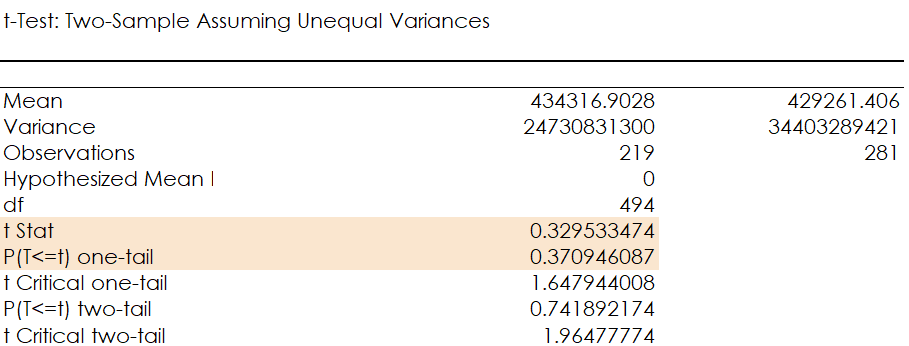 t-Test: Two-Sample Assuming Unequal Variances
Mean 434316.9028 429261.406
Variance 24730831300 34403289421
Observations 219 281
Hypothesized Mean 0
df 494
t Stat 0.329533474
P(T<=t) one-tail 0.370946087
t Critical one-tail 1.647944008
P(T<=t) two-tail 0.741892174
t Critical two-tail 1.96477774